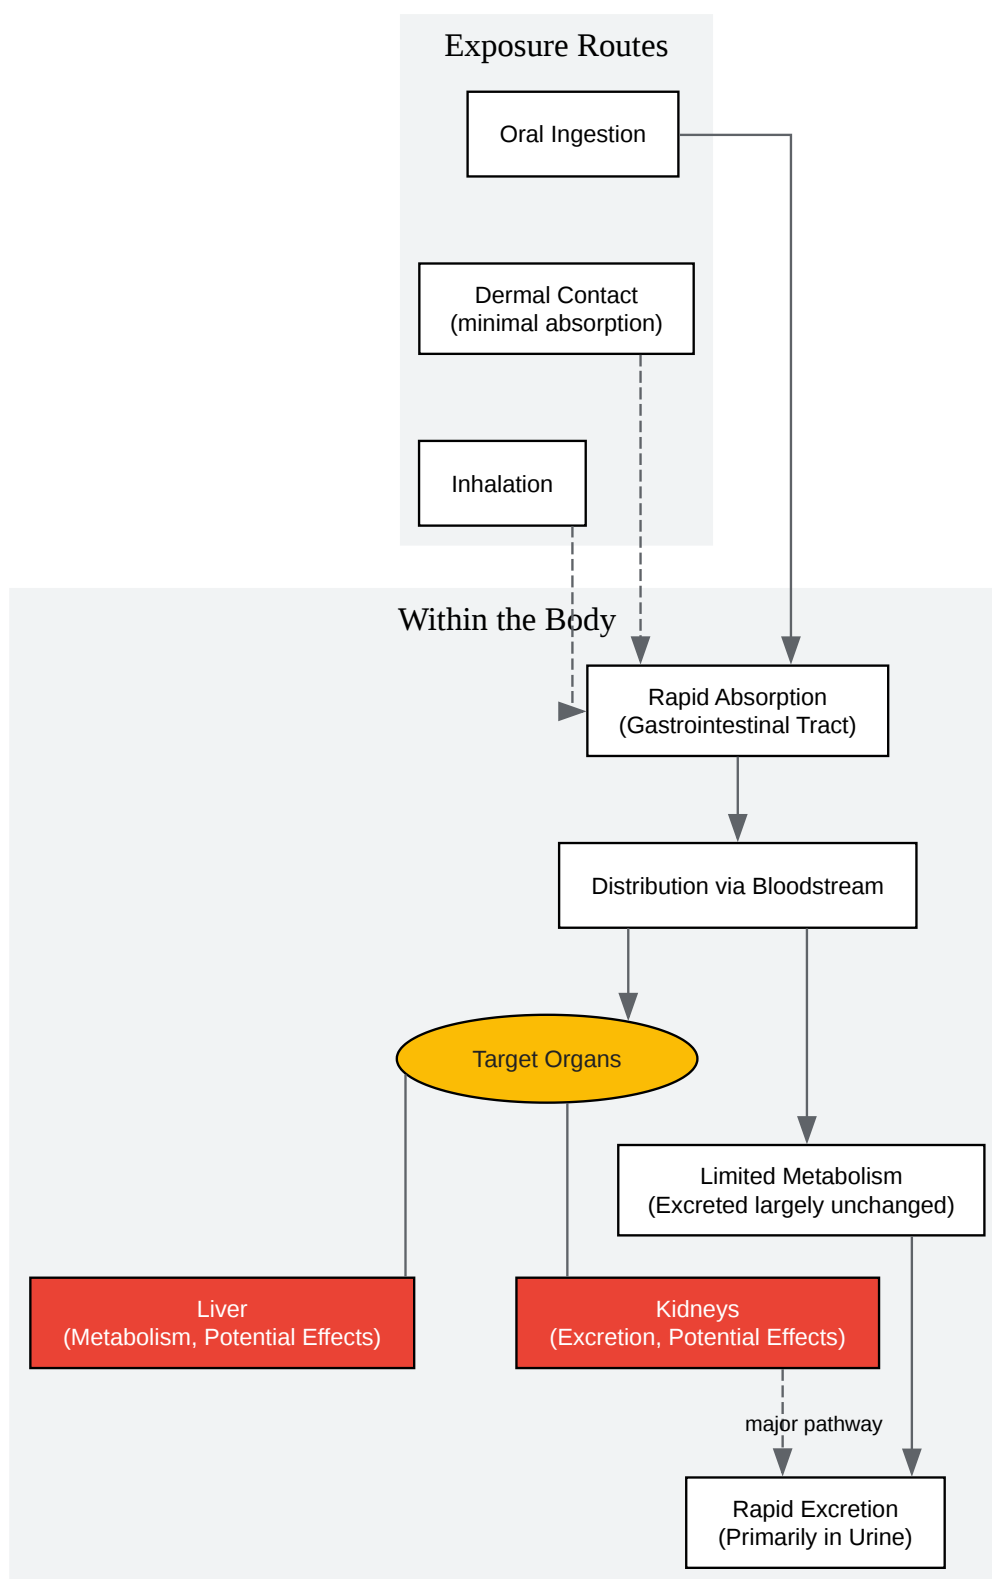 Exposure Routes
Oral Ingestion
Dermal Contact
(minimal absorption)
Inhalation
Within the Body
Rapid Absorption
(Gastrointestinal Tract)
Distribution via Bloodstream
Target Organs
Limited Metabolism
(Excreted largely unchanged)
Liver
(Metabolism, Potential Effects)
Kidneys
(Excretion, Potential Effects)
major pathway
Rapid Excretion
(Primarily in Urine)